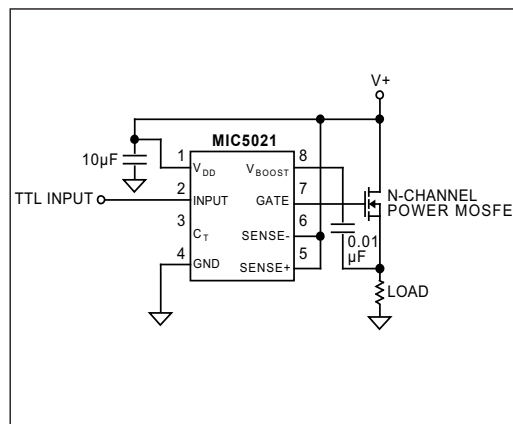 V+
MIC5021
10µF
1
VDD
VBOOST
8
TTL INPUT
2
INPUT
GATE
7
N-CHANNEL
POWER MOSFE
3
CT
SENSE-
6
0.01
µF
4
GND
SENSE+
5
LOAD